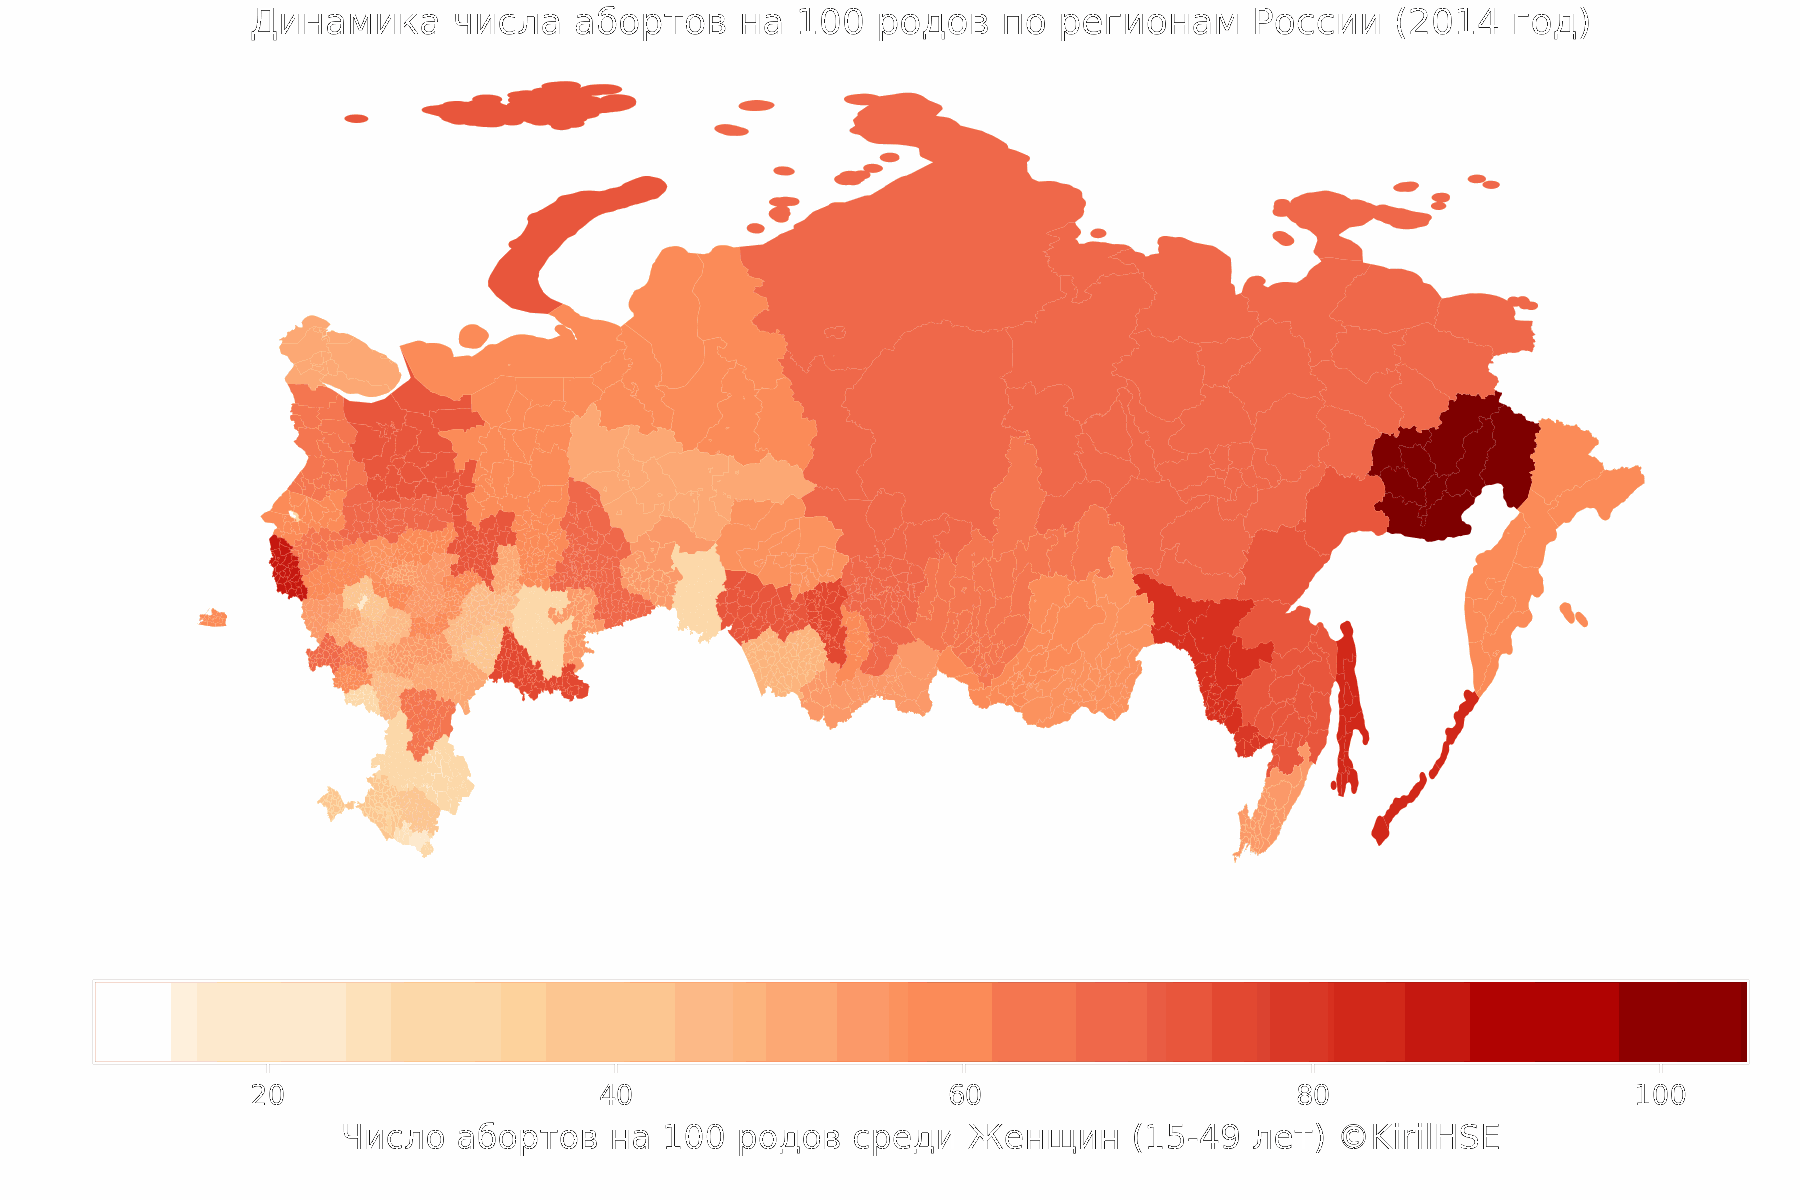 Динамика числа абортов на 100 родов по регионам России (2014 год)
20 40 60 80 100
Число абортов на 100 родов среди Женщин (15-49 лет) ©KirilHSE